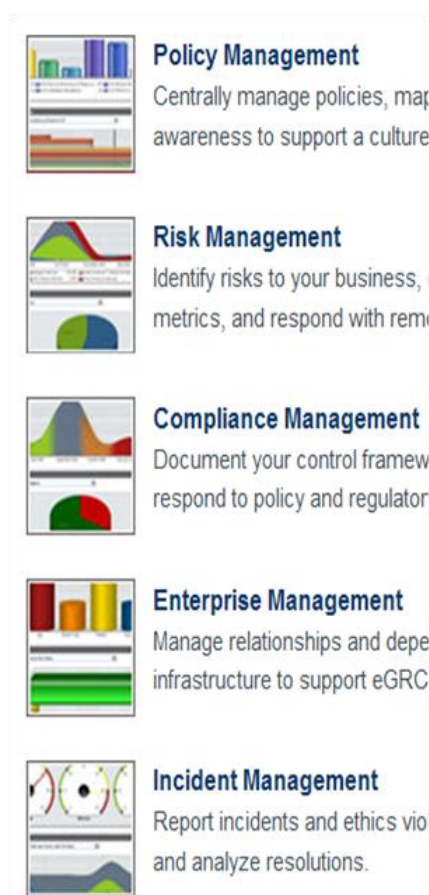 Policy Management
Centrally manage policies, map
awareness to support a culture
Risk Management
Identify risks to your business,
metrics, and respond with rem
Compliance Management
Document your control framew
respond to policy and regulator
Enterprise Management
Manage relationships and depe
infrastructure to support eGRC
Incident Management
Report incidents and ethics vio
and analyze resolutions.